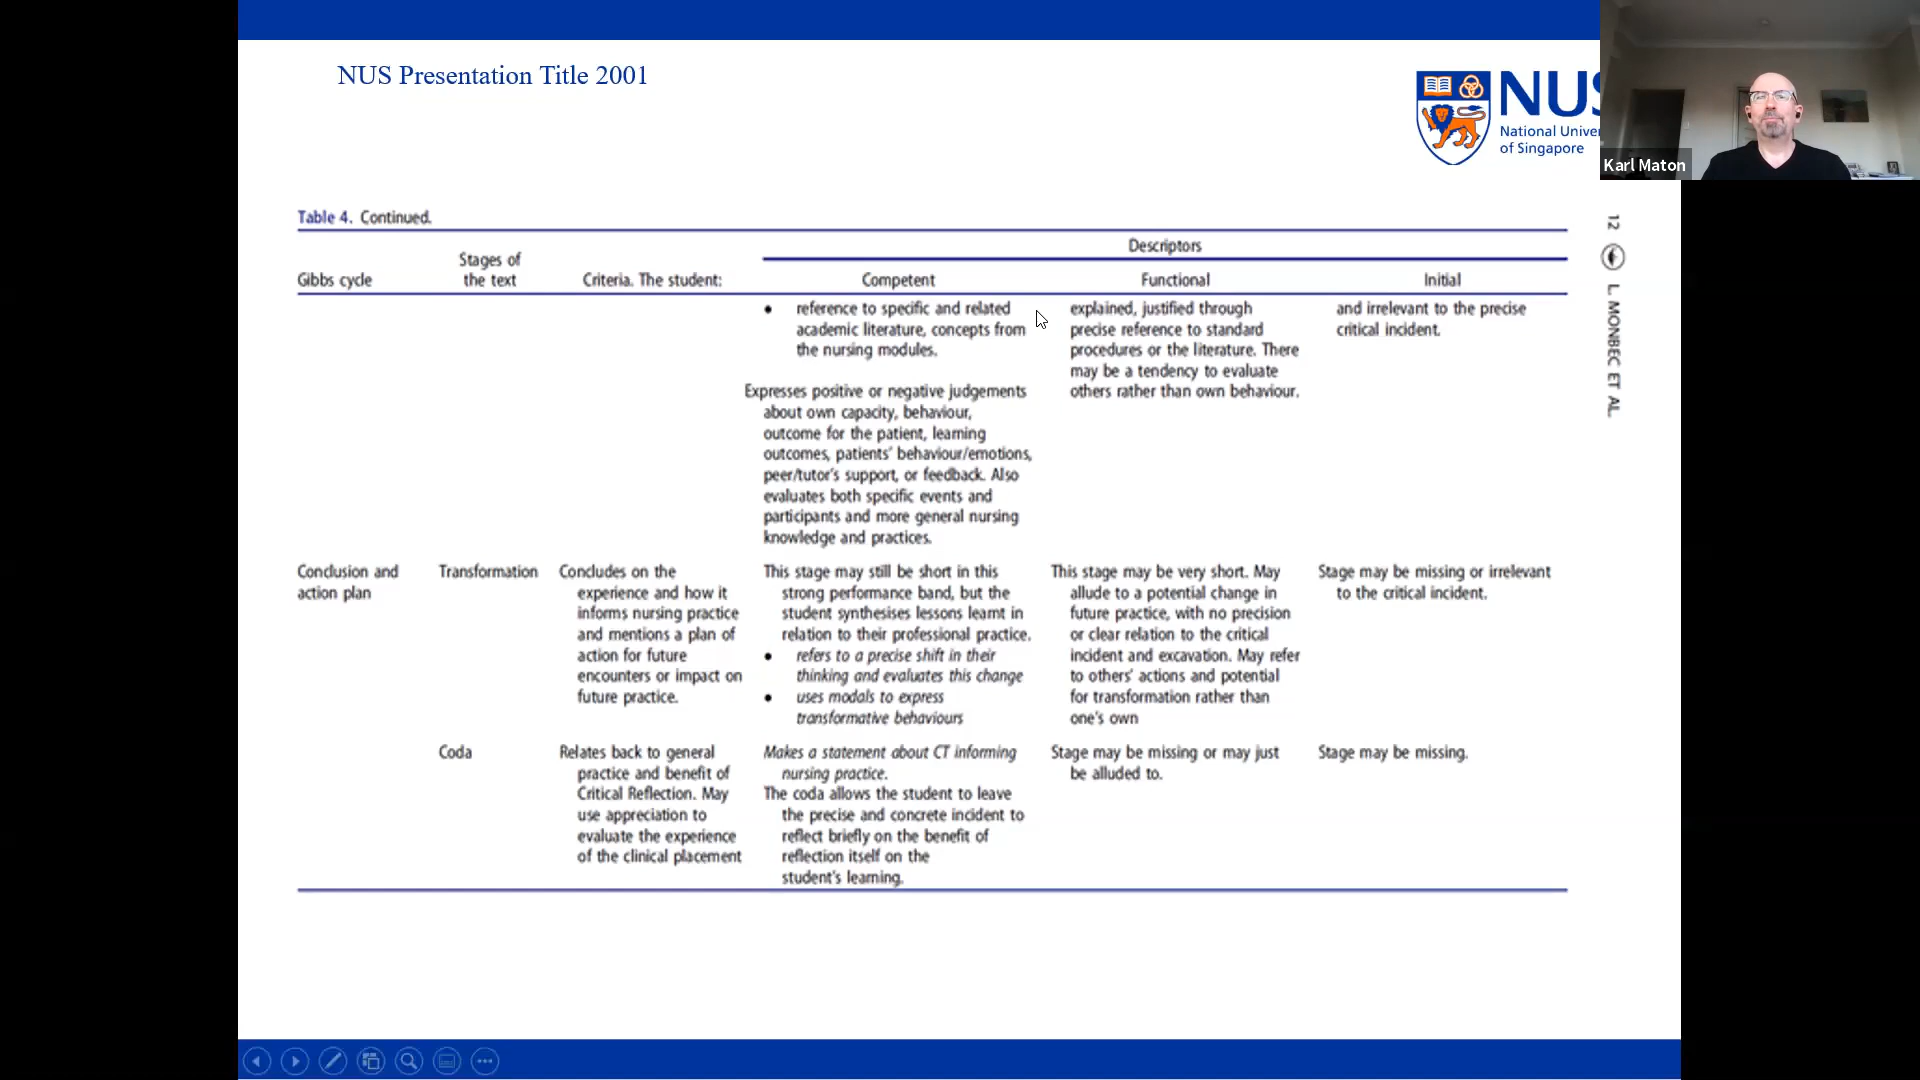 NUS Presentation Title 2001
NUS
National Unive
of Singapore
Karl Maton
Table 4. Continued.
Descriptors
Gibbs cycle
Stages of
the text
Criteria. The student:
Competent
Functional
Initial
• reference to specific and related
academic literature, concepts from
the nursing modules.
Expresses positive or negative judgements
about own capacity, behaviour,
outcome for the patient, learning
outcomes, patients' behaviour/emotions,
peer/tutor's support, or feedback. Also
evaluates both specific events and
participants and more general nursing
knowledge and practices.
explained, justified through
precise reference to standard
procedures or the literature. There
may be a tendency to evaluate
others rather than own behaviour.
and irrelevant to the precise
critical incident.
Conclusion and
action plan
Transformation
Concludes on the
experience and how it
informs nursing practice
and mentions a plan of
action for future
encounters or impact on
future practice.
This stage may still be short in this
strong performance band, but the
student synthesises lessons learnt in
relation to their professional practice.
• refers to a precise shift in their
thinking and evaluates this change
• uses modals to express
transformative behaviours
This stage may be very short. May
allude to a potential change in
future practice, with no precision
or clear relation to the critical
incident and excavation. May refer
to others' actions and potential
for transformation rather than
one's own
Stage may be missing or irrelevant
to the critical incident.
Coda
Relates back to general
practice and benefit of
Critical Reflection. May
use appreciation to
evaluate the experience
of the clinical placement
Makes a statement about CT informing
nursing practice.
The coda allows the student to leave
the precise and concrete incident to
reflect briefly on the benefit of
reflection itself on the
student's learning.
Stage may be missing or may just
be alluded to.
Stage may be missing.
12
L. MONBEC ET AL.